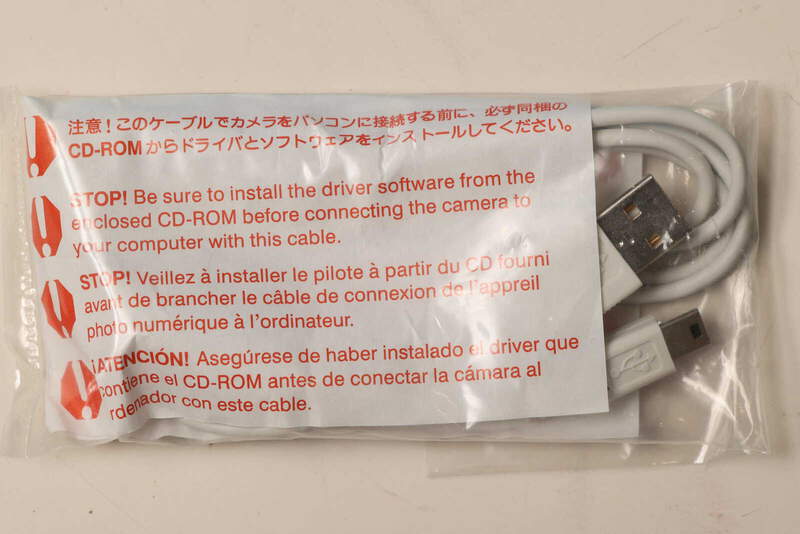 注意！このケーブルでカメラをパソコンに接続する前に、必ず同梱の
CD-ROMからドライバとソフトウェアをインストールしてください。
STOP! Be sure to install the driver software from the
enclosed CD-ROM before connecting the camera to
your computer with this cable.
STOP! Veillez à installer le pilote à partir du CD fourni
avant de brancher le câble de connexion de l'appreil
photo numérique à l'ordinateur.
¡ATENCIÓN! Asegúrese de haber instalado el driver que
contiene el CD-ROM antes de conectar la cámara al
rdenador con este cable.